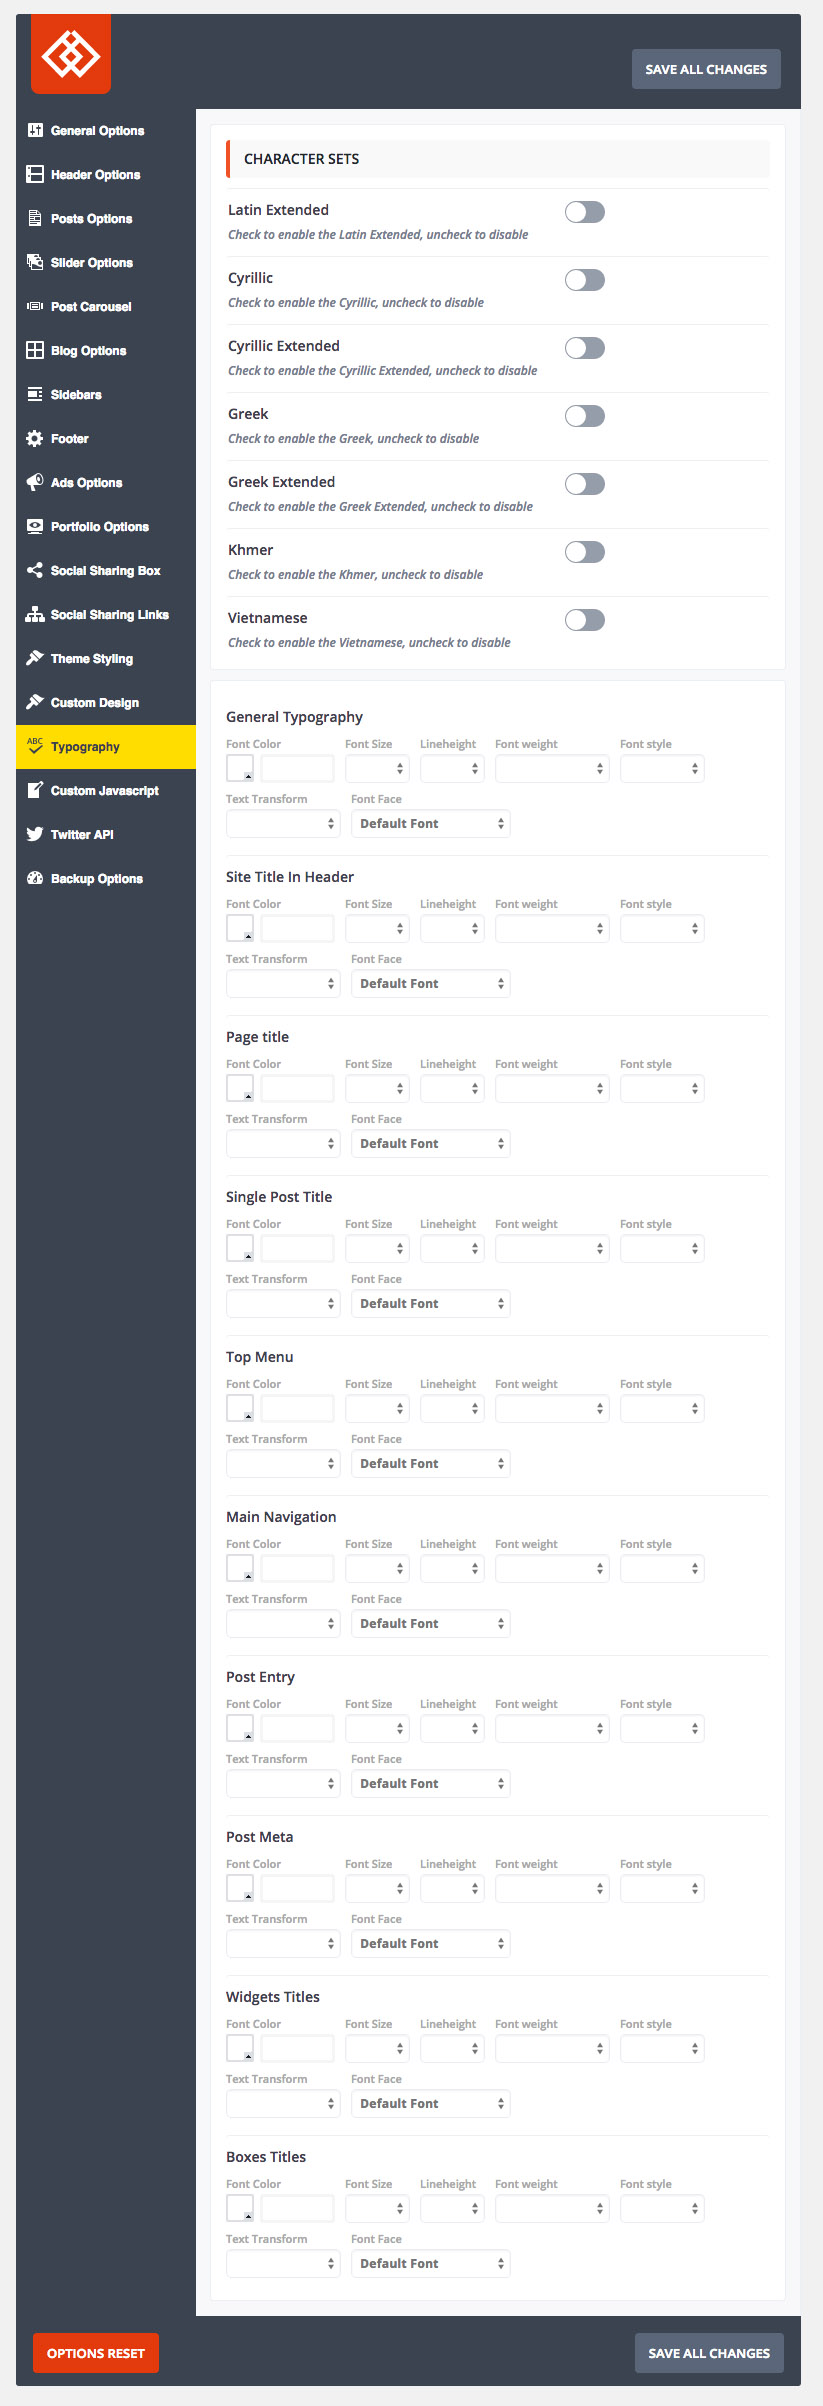 SAVE ALL CHANGES
General Options
Header Options
Posts Options
Slider Options
Post Carousel
Blog Options
Sidebars
Footer
Ads Options
Portfolio Options
Social Sharing Box
Social Sharing Links
Theme Styling
Custom Design
ABC
Typography
Custom Javascript
Twitter API
Backup Options
CHARACTER SETS
Latin Extended
Check to enable the Latin Extended, uncheck to disable
Cyrillic
Check to enable the Cyrillic, uncheck to disable
Cyrillic Extended
Check to enable the Cyrillic Extended, uncheck to disable
Greek
Check to enable the Greek, uncheck to disable
Greek Extended
Check to enable the Greek Extended, uncheck to disable
Khmer
Check to enable the Khmer, uncheck to disable
Vietnamese
Check to enable the Vietnamese, uncheck to disable
General Typography
Font Color Font Size Lineheight Font weight Font style
Text Transform Font Face
Default Font
Site Title In Header
Font Color Font Size Lineheight Font weight Font style
Text Transform Font Face
Default Font
Page title
Font Color Font Size Lineheight Font weight Font style
Text Transform Font Face
Default Font
Single Post Title
Font Color Font Size Lineheight Font weight Font style
Text Transform Font Face
Default Font
Top Menu
Font Color Font Size Lineheight Font weight Font style
Text Transform Font Face
Default Font
Main Navigation
Font Color Font Size Lineheight Font weight Font style
Text Transform Font Face
Default Font
Post Entry
Font Color Font Size Lineheight Font weight Font style
Text Transform Font Face
Default Font
Post Meta
Font Color Font Size Lineheight Font weight Font style
Text Transform Font Face
Default Font
Widgets Titles
Font Color Font Size Lineheight Font weight Font style
Text Transform Font Face
Default Font
Boxes Titles
Font Color Font Size Lineheight Font weight Font style
Text Transform Font Face
Default Font
OPTIONS RESET SAVE ALL CHANGES